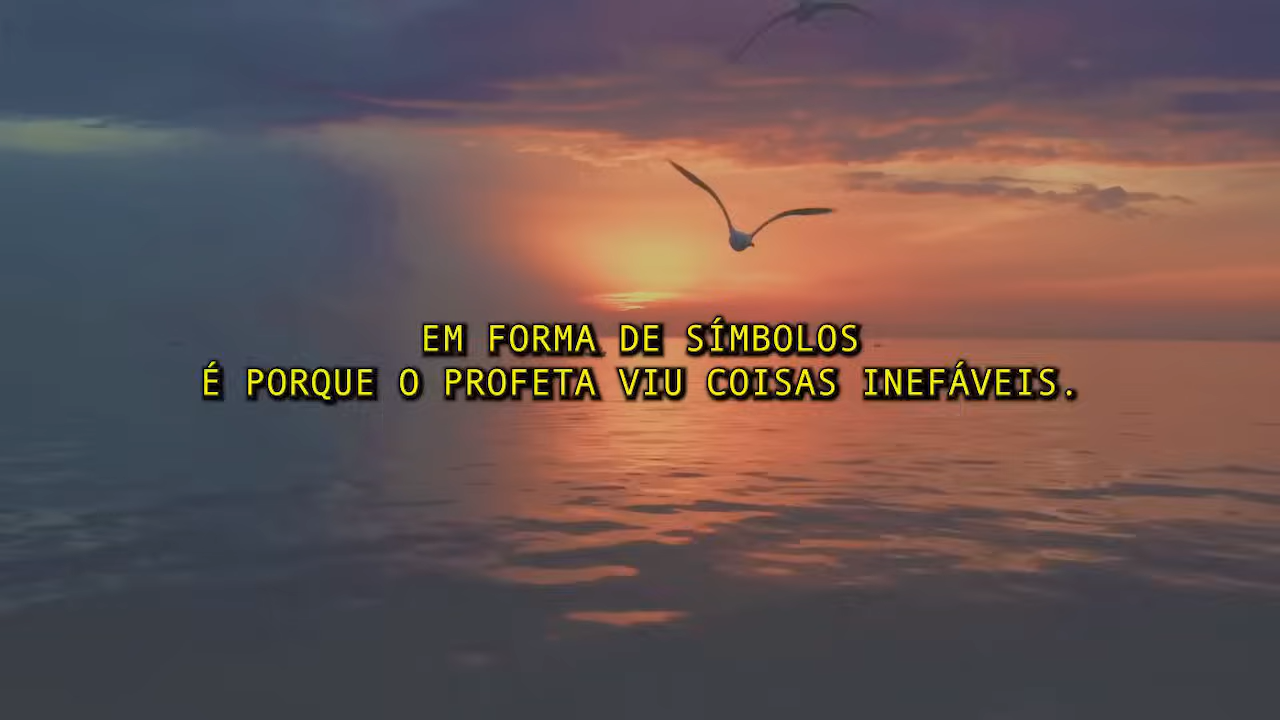 EM FORMA DE SÍMBOLOS
É PORQUE O PROFETA VIU COISAS INEFÁVEIS.